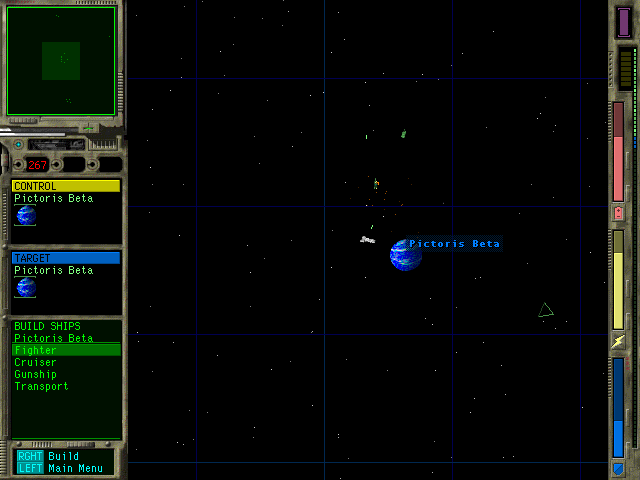 267
CONTROL
Pictoris Beta
TARGET
Pictoris Beta
BUILD SHIPS
Pictoris Beta
Fighter
Cruiser
Gunship
Transport
RGHT Build
LEFT Main Menu
Pictoris Beta